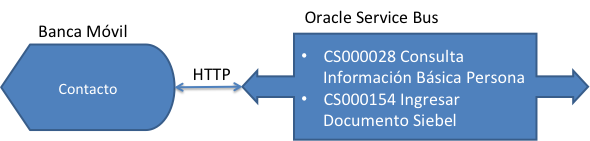 Oracle Service Bus
Banca Móvil
HTTP
Contacto
• CS000028 Consulta
Información Básica Persona
• CS000154 Ingresar
Documento Siebel